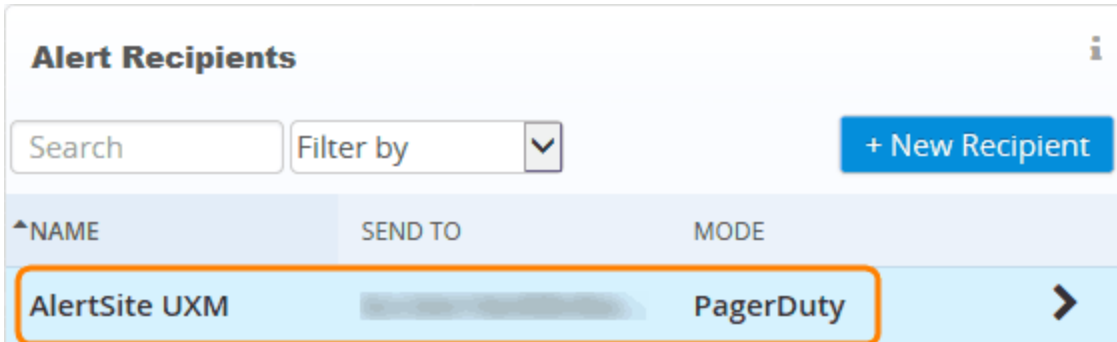 Alert Recipients
Search Filter by + New Recipient
NAME SEND TO MODE
AlertSite UXM PagerDuty